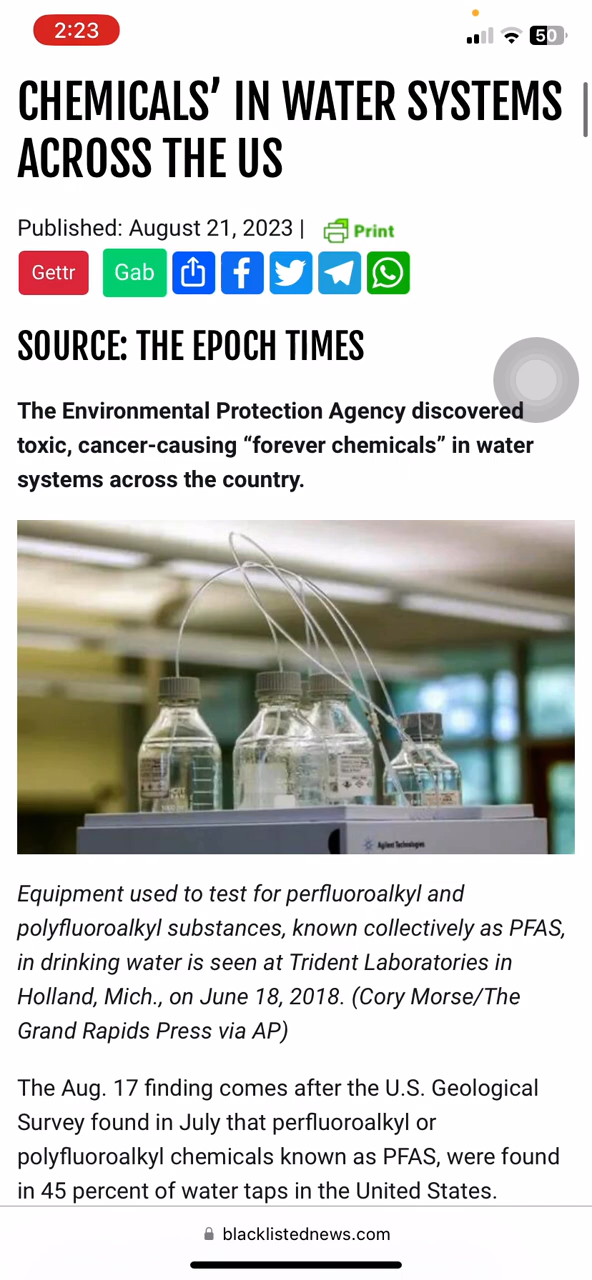 2:23
50
CHEMICALS’ IN WATER SYSTEMS
ACROSS THE US
Published: August 21, 2023 | Print
Gettr Gab
SOURCE: THE EPOCH TIMES
The Environmental Protection Agency discovered
toxic, cancer-causing “forever chemicals” in water
systems across the country.
Agilent Technologies
Equipment used to test for perfluoroalkyl and
polyfluoroalkyl substances, known collectively as PFAS,
in drinking water is seen at Trident Laboratories in
Holland, Mich., on June 18, 2018. (Cory Morse/The
Grand Rapids Press via AP)
The Aug. 17 finding comes after the U.S. Geological
Survey found in July that perfluoroalkyl or
polyfluoroalkyl chemicals known as PFAS, were found
in 45 percent of water taps in the United States.
blacklistednews.com